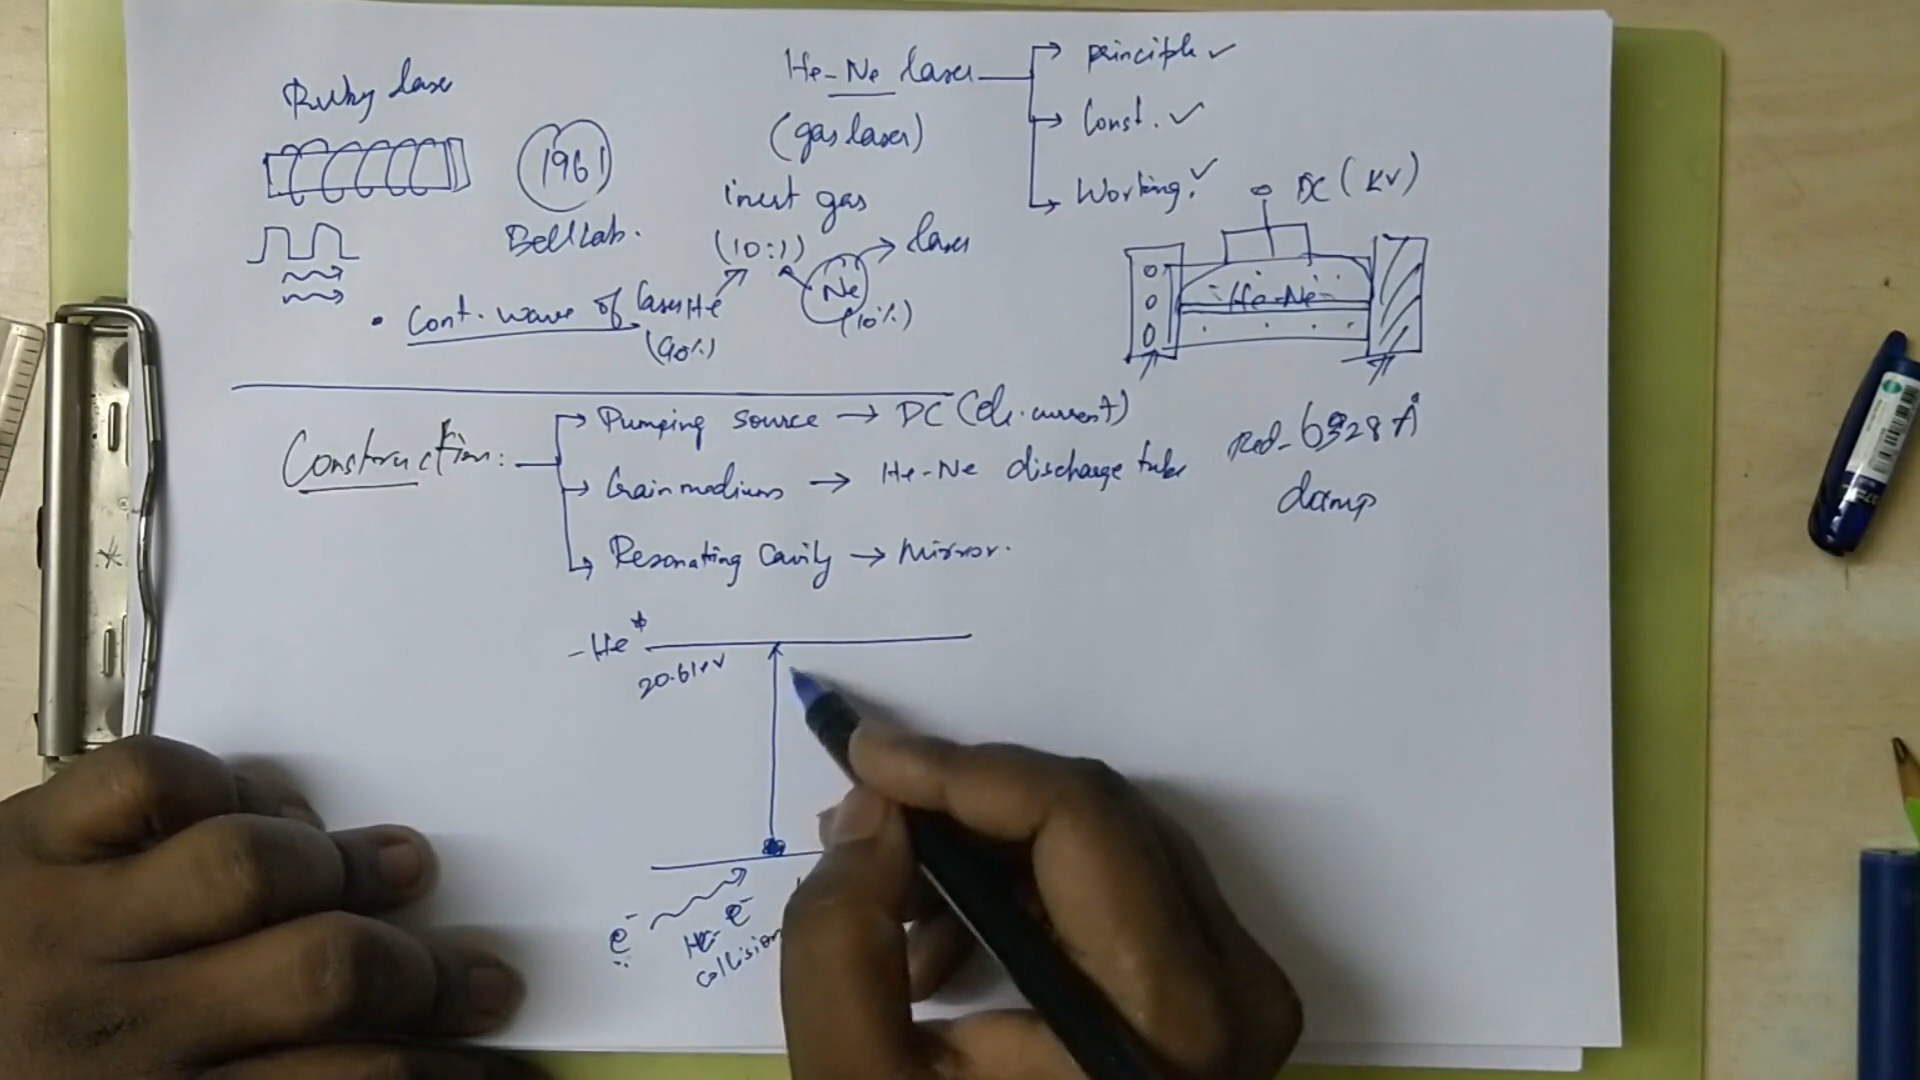 Ruby laser
1961
Bell Lab.
He-Ne laser
(gas laser)
principle ✓
Const. ✓
Working. ✓
inert gas
(10:1)
Ne
(10%)
laser
• Cont. wave of laser He
(90%)
DC (KV)
He-Ne
Construction:
Pumping source → DC (ele. current)
Gain medium → He-Ne discharge tube
Resonating Cavity → Mirror.
Red - 6328 Å
- He*
20.61eV
e⁻
He- e⁻
collision